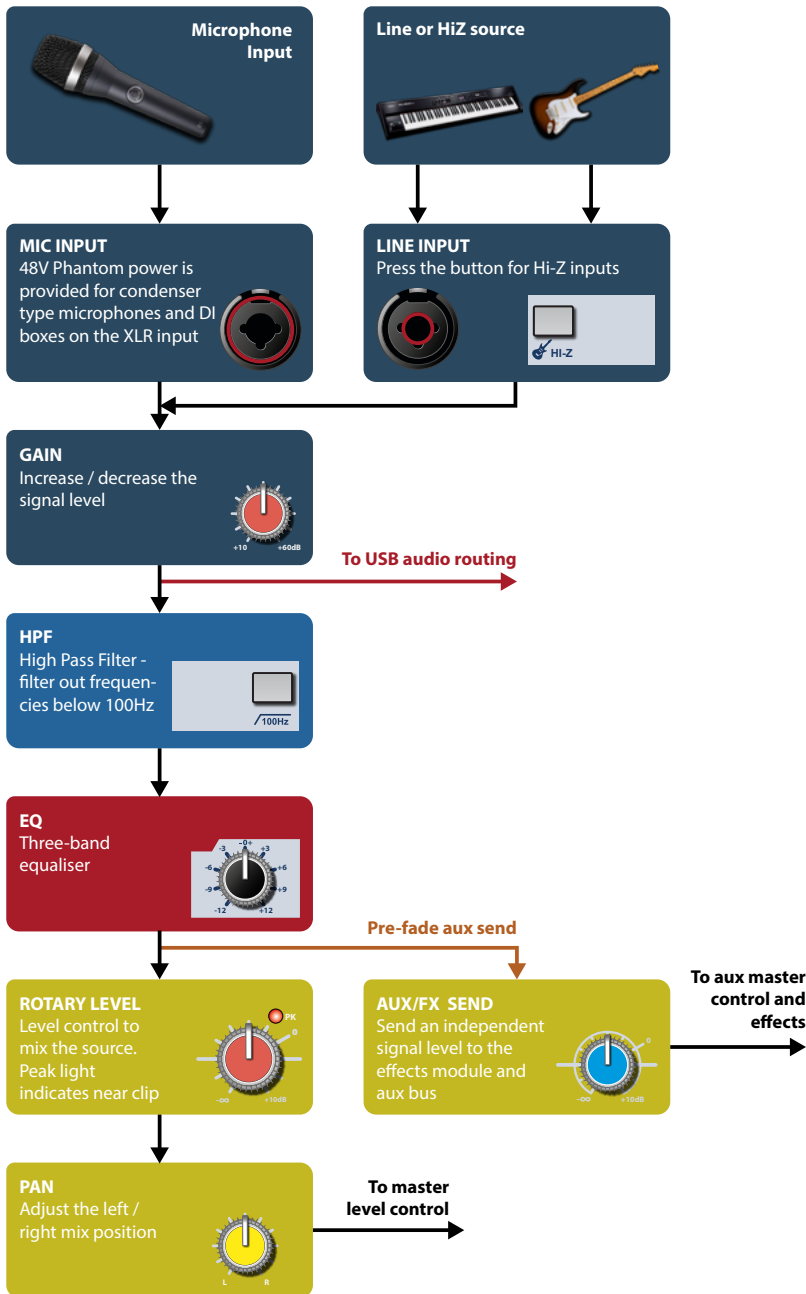 Microphone
Input
Line or HiZ source
MIC INPUT
48V Phantom power is
provided for condenser
type microphones and DI
boxes on the XLR input
LINE INPUT
Press the button for Hi-Z inputs
HI-Z
GAIN
Increase / decrease the
signal level
+10 +60dB
To USB audio routing
HPF
High Pass Filter -
filter out frequen-
cies below 100Hz
100Hz
EQ
Three-band
equaliser
-0+
-3 +3
-6 +6
-9 +9
-12 +12
Pre-fade aux send
ROTARY LEVEL
Level control to
mix the source.
Peak light
indicates near clip
PK
0
-∞ +10dB
AUX/FX SEND
Send an independent
signal level to the
effects module and
aux bus
0
-∞ +10dB
To aux master
control and
effects
PAN
Adjust the left /
right mix position
L R
To master
level control